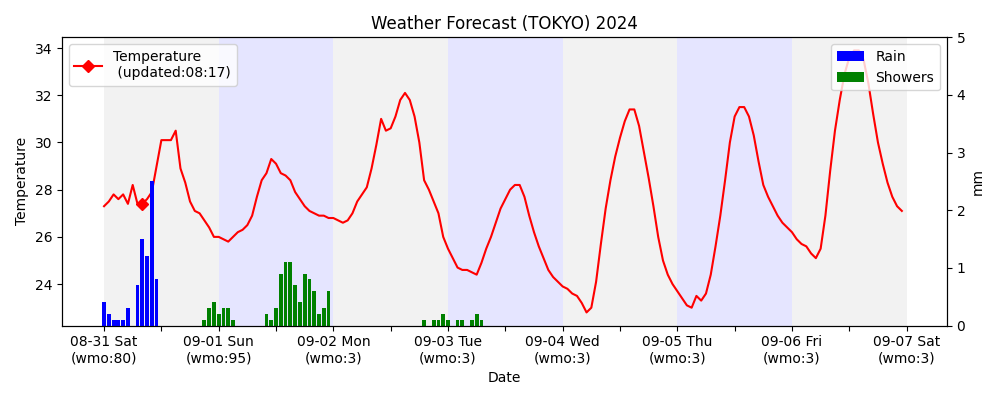 Weather Forecast (TOKYO) 2024
Temperature
(updated:08:17)
Rain
Showers
Temperature
34
32
30
28
26
24
5
4
3
2
1
0
mm
08-31 Sat
(wmo:80)
09-01 Sun
(wmo:95)
09-02 Mon
(wmo:3)
09-03 Tue
(wmo:3)
09-04 Wed
(wmo:3)
09-05 Thu
(wmo:3)
09-06 Fri
(wmo:3)
09-07 Sat
(wmo:3)
Date